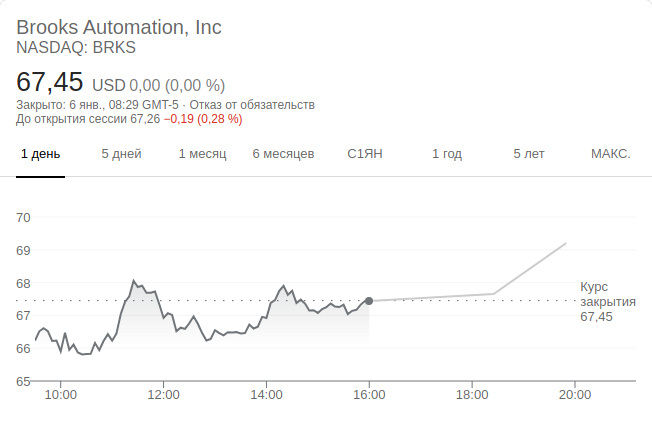 Brooks Automation, Inc
NASDAQ: BRKS
67,45 USD 0,00 (0,00 %)
Закрыто: 6 янв., 08:29 GMT-5 · Отказ от обязательств
До открытия сессии 67,26 −0,19 (0,28 %)
1 день 5 дней 1 месяц 6 месяцев С1ЯН 1 год 5 лет МАКС.
70
69
68
67
66
65
Курс
закрытия
67,45
10:00 12:00 14:00 16:00 18:00 20:00